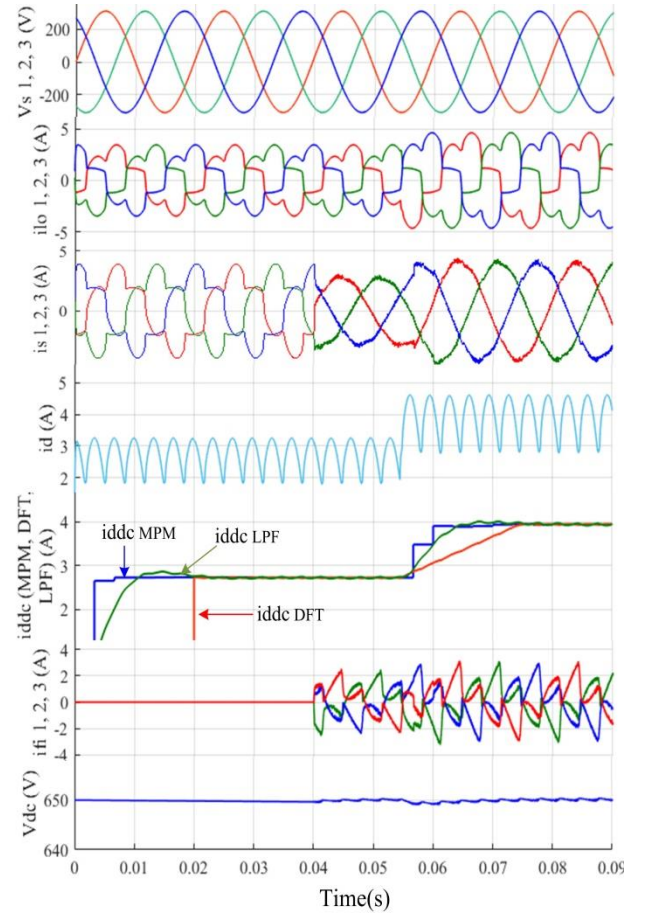 Vs 1, 2, 3 (V)
200
0
-200
ilo 1, 2, 3 (A)
5
0
-5
is 1, 2, 3 (A)
5
0
id (A)
5
4
3
2
iddc (MPM, DFT,
LPF) (A)
4
3
2
iddc MPM
iddc LPF
iddc DFT
ifi 1, 2, 3 (A)
4
2
0
-2
-4
Vdc (V)
650
640
0 0.01 0.02 0.03 0.04 0.05 0.06 0.07 0.08 0.09
Time(s)